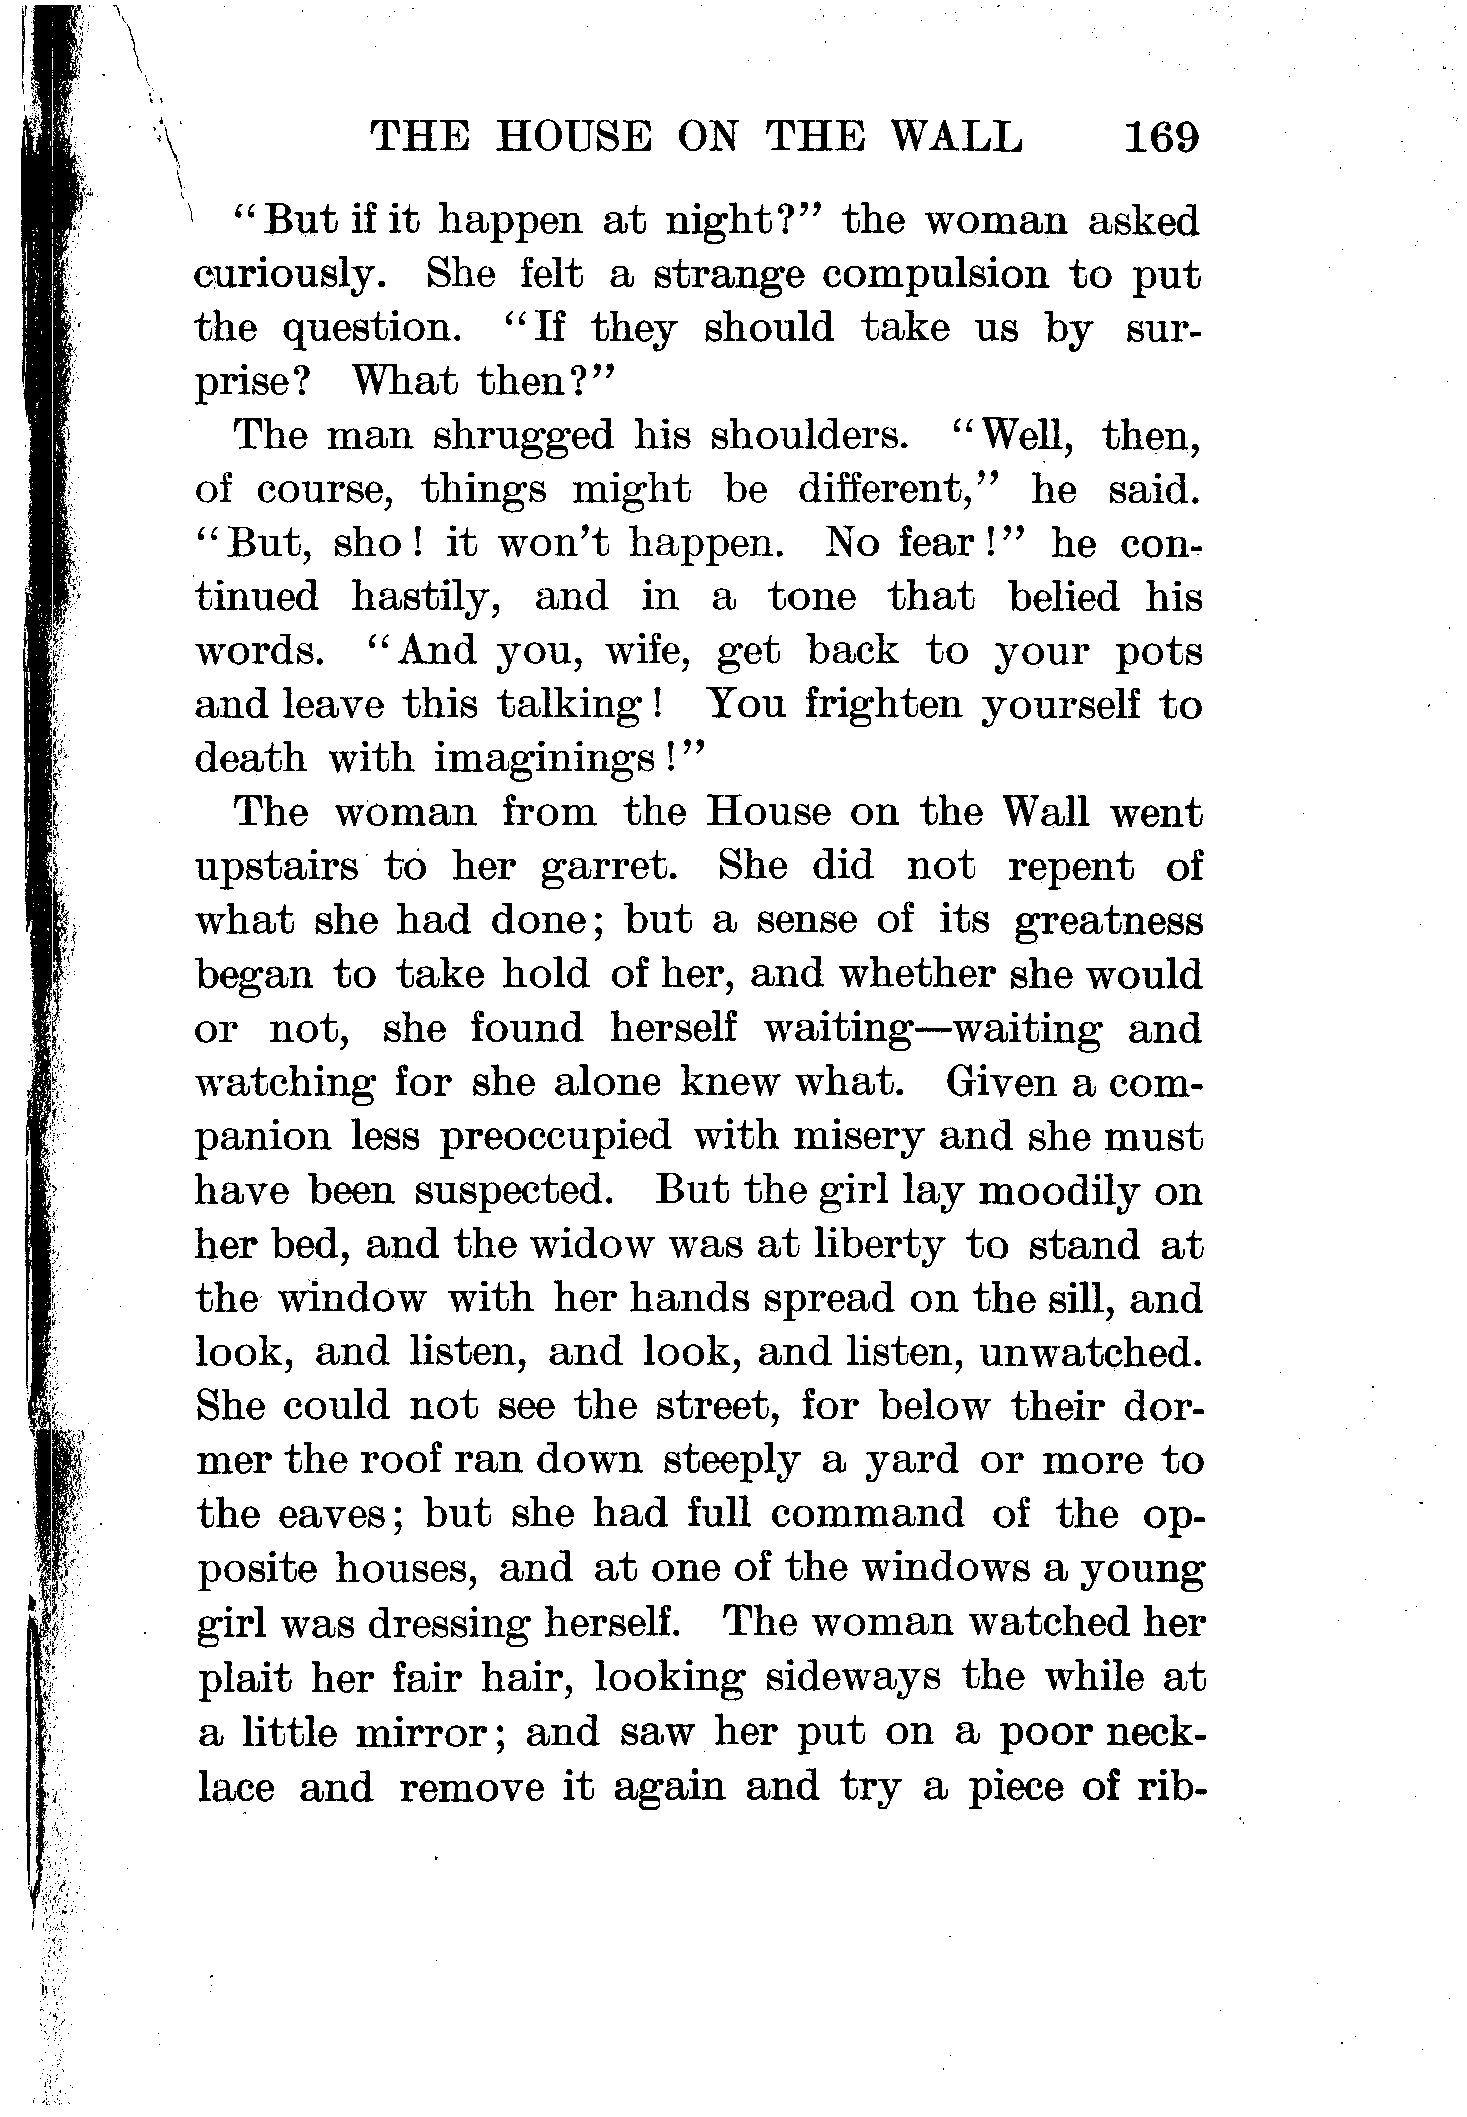 THE HOUSE ON THE WALL 169
"But if it happen at night?" the woman asked
curiously. She felt a strange compulsion to put
the question. "If they should take us by sur-
prise? What then?"
The man shrugged his shoulders. "Well, then,
of course, things might be different," he said.
"But, sho! it won't happen. No fear!" he con-
tinued hastily, and in a tone that belied his
words. "And you, wife, get back to your pots
and leave this talking! You frighten yourself to
death with imaginings!"
The woman from the House on the Wall went
upstairs to her garret. She did not repent of
what she had done; but a sense of its greatness
began to take hold of her, and whether she would
or not, she found herself waiting—waiting and
watching for she alone knew what. Given a com-
panion less preoccupied with misery and she must
have been suspected. But the girl lay moodily on
her bed, and the widow was at liberty to stand at
the window with her hands spread on the sill, and
look, and listen, and look, and listen, unwatched.
She could not see the street, for below their dor-
mer the roof ran down steeply a yard or more to
the eaves; but she had full command of the op-
posite houses, and at one of the windows a young
girl was dressing herself. The woman watched her
plait her fair hair, looking sideways the while at
a little mirror; and saw her put on a poor neck-
lace and remove it again and try a piece of rib-